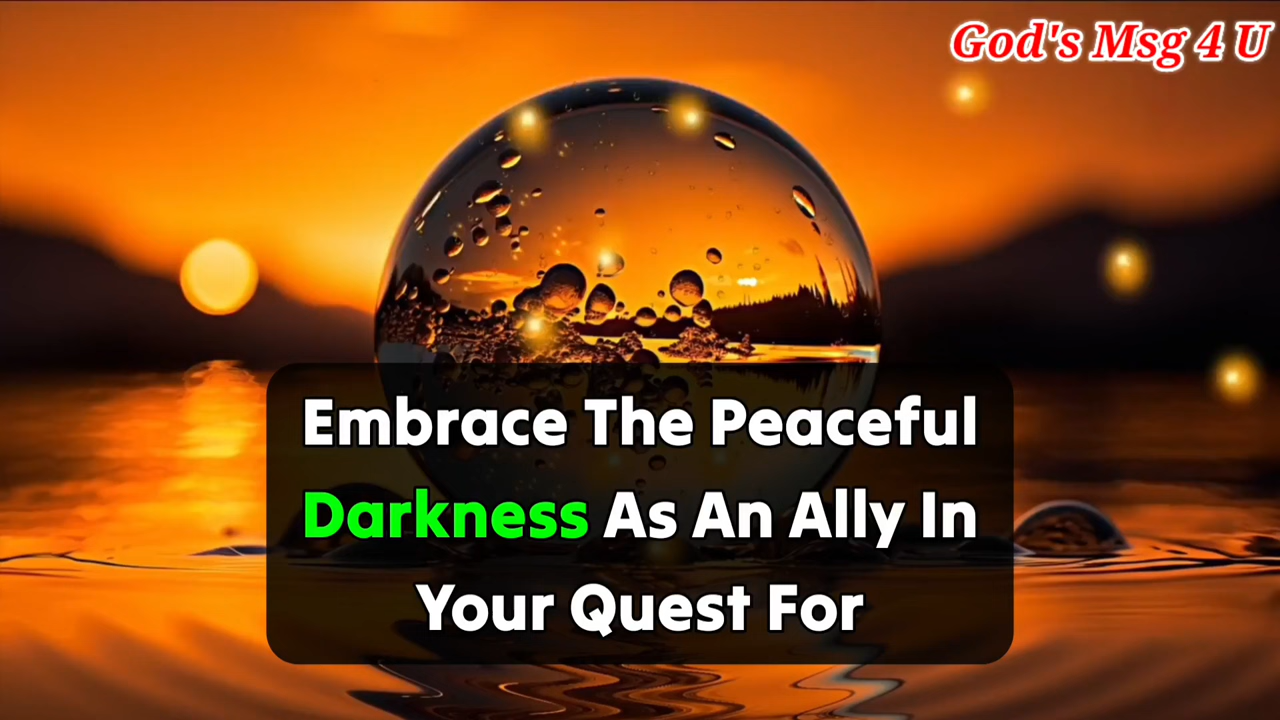 God's Msg 4 U
Embrace The Peaceful
Darkness As An Ally In
Your Quest For